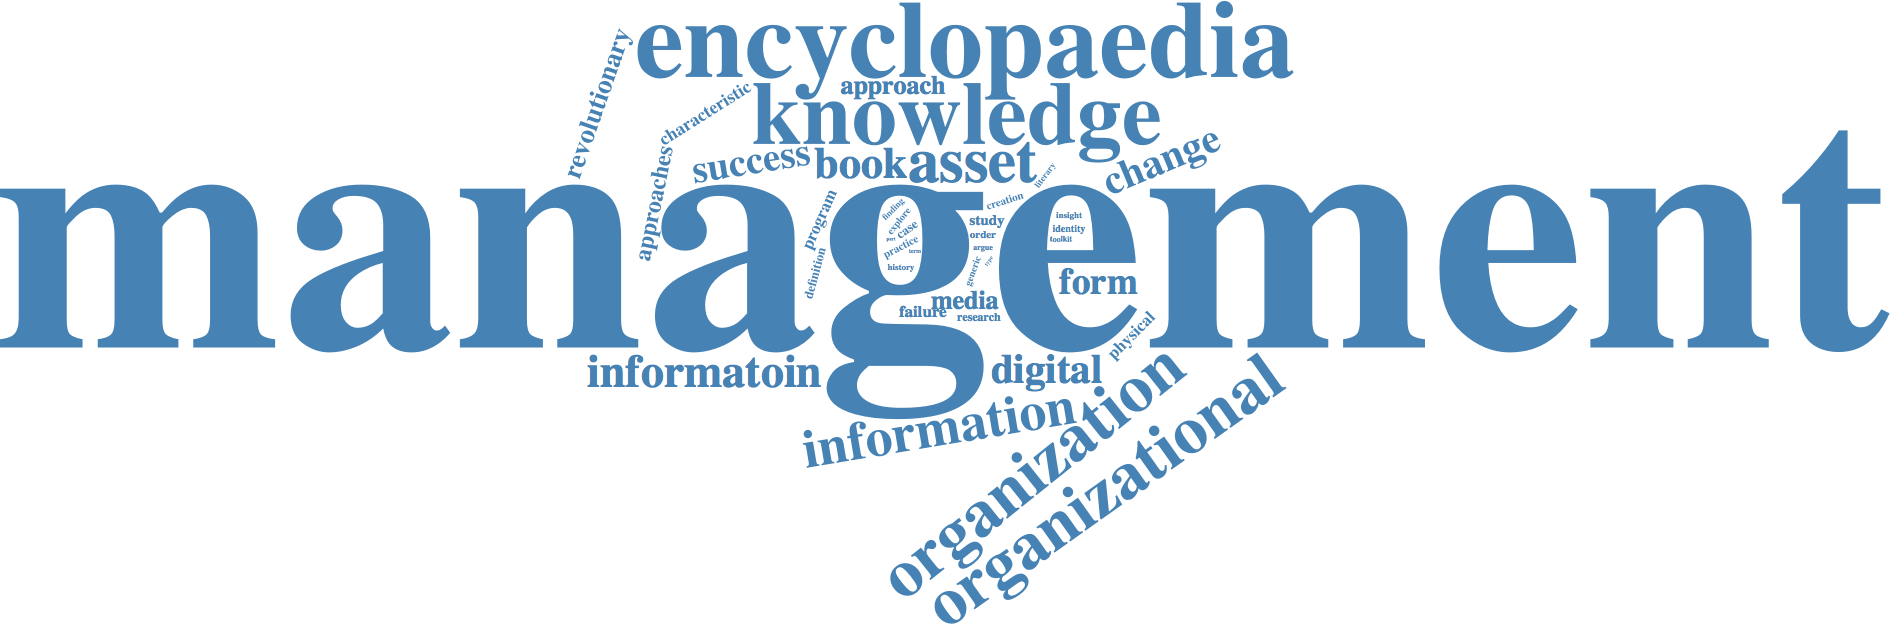 encyclopaedia
revolutionary
approach
characteristic
knowledge
change
approaches
success
book
asset
literary
management
program
creation
finding
explore
case
part
practice
term
history
study
order
argue
insight
identity
toolkit
definition
generic
type
form
media
failure
research
physical
informatoin
digital
information
organization
organizational